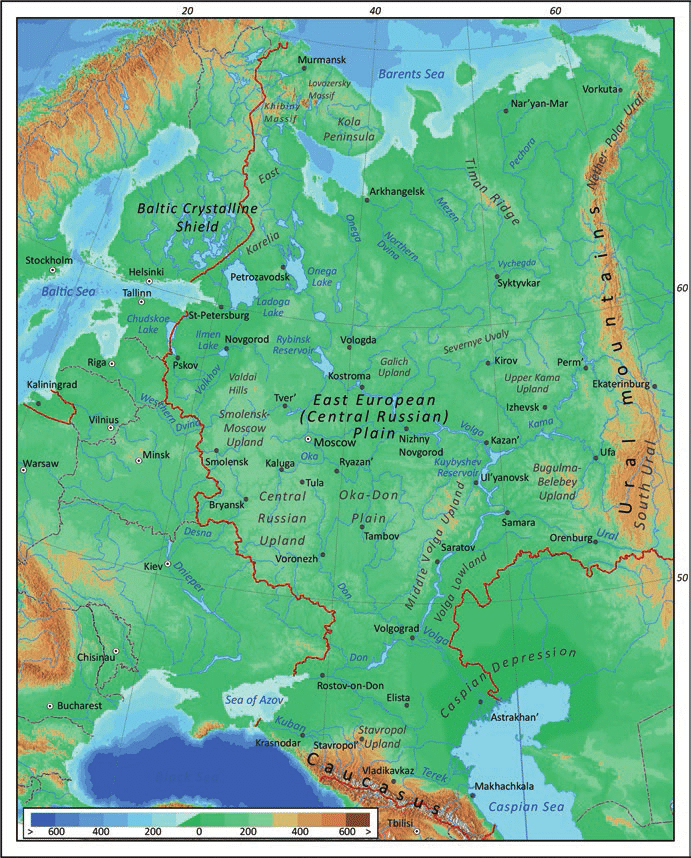 20
40
60
Murmansk
Barents Sea
Lovozersky
Massif
Khibiny
Massif
Vorkuta
Nar'yan-Mar
Kola
Peninsula
Nether Polar Ural
Pechora
Timan Ridge
East
Karelia
Arkhangelsk
Mezen
Baltic Crystalline
Shield
Onega
Northern
Dvina
Ural mountains
Stockholm
Helsinki
Vychegda
Petrozavodsk
Onega
Lake
Syktyvkar
Baltic Sea
Tallinn
60
Ladoga
Lake
Chudskoe
Lake
St-Petersburg
Ilmen
Lake
Novgorod
Rybinsk
Reservoir
Vologda
Severnye Uvaly
Riga
Pskov
Volkhov
Galich
Upland
Kirov
Perm'
Kaliningrad
Valdai
Hills
Kostroma
Upper Kama
Upland
Ekaterinburg
Tver'
East European
(Central Russian)
Plain
Izhevsk
Western
Dvina
Smolensk-
Moscow
Upland
Vilnius
Kama
Volga
Moscow
Nizhny
Novgorod
Kazan'
Minsk
Oka
Ufa
Warsaw
Smolensk
Kaluga
Ryazan'
Kuybyshev
Reservoir
Ul'yanovsk
Bugulma-
Belebey
Upland
Tula
South Ural
Bryansk
Central
Russian
Upland
Oka-Don
Plain
Middle Volga Upland
Samara
Desna
Tambov
Orenburg
Ural
Saratov
Voronezh
Kiev
Dnieper
Volga Lowland
50
Don
Volgograd
Volga
Chisinau
Don
Caspian Depression
Rostov-on-Don
Elista
Bucharest
Sea of Azov
Astrakhan'
Kuban
Krasnodar
Stavropol'
Stavropol
Upland
Caucasus
Vladikavkaz
Terek
Makhachkala
Caspian Sea
Tbilisi
> 600 400 200 0 200 400 600 >